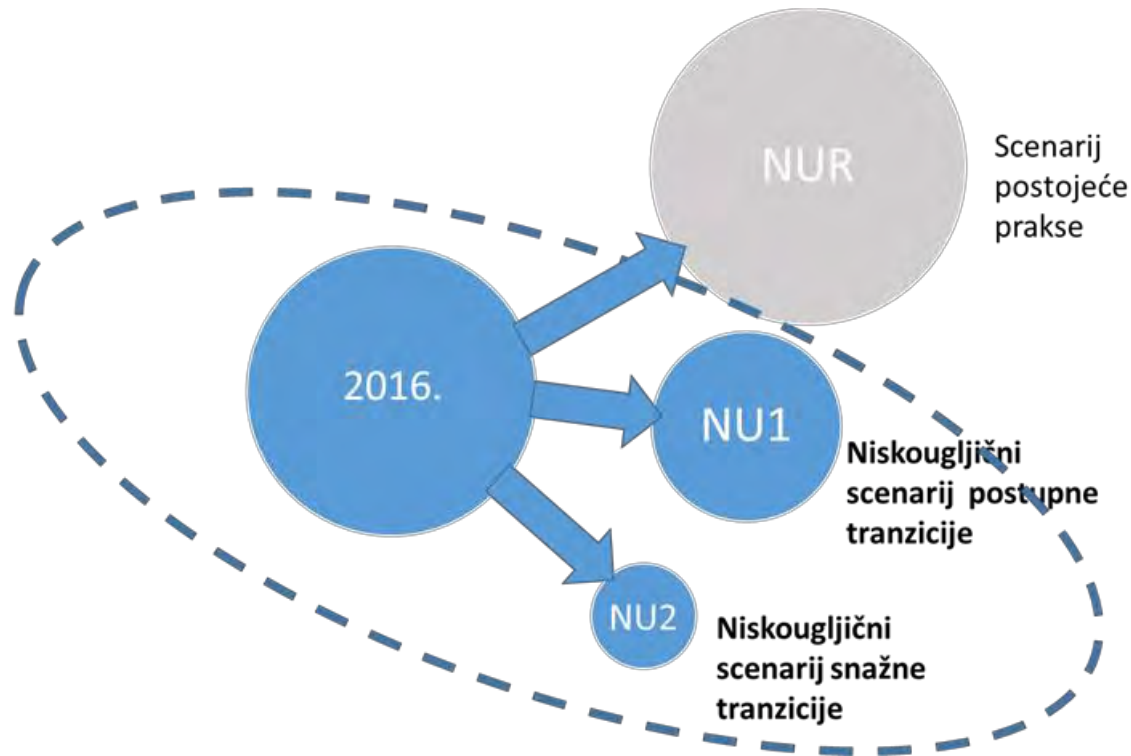 NUR
Scenarij
postojeće
prakse
2016.
NU1
Niskougljični
scenarij postupne
tranzicije
NU2
Niskougljični
scenarij snažne
tranzicije